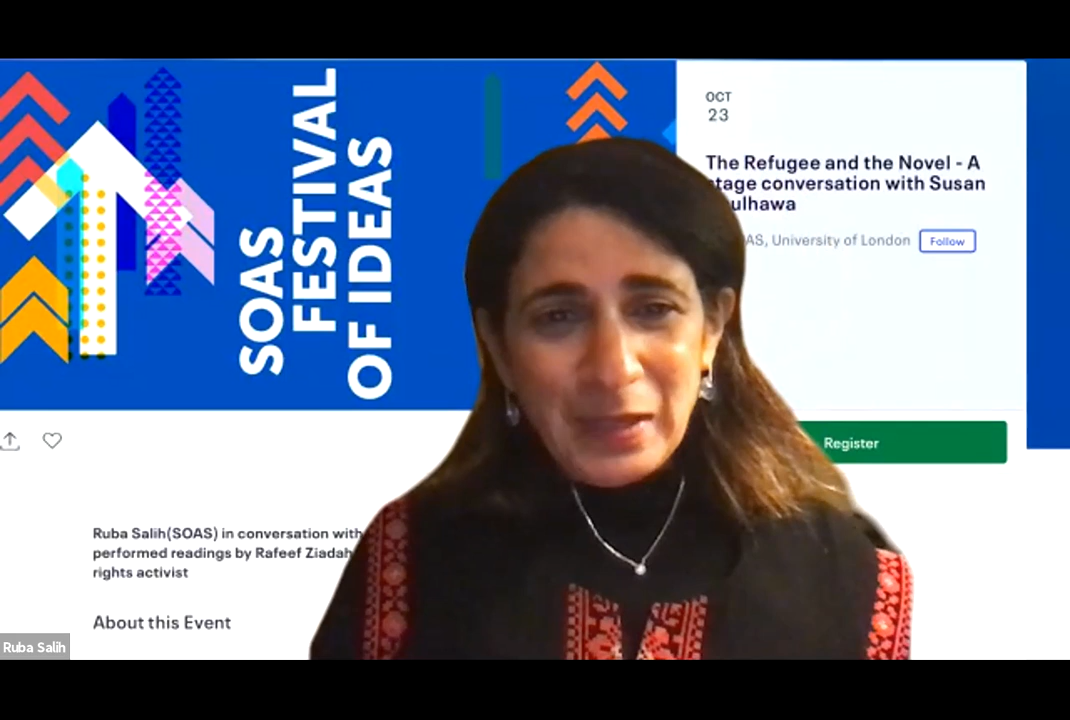 SOAS
FESTIVAL
OF IDEAS
OCT
23
The Refugee and the Novel - A
stage conversation with Susan
ulhawa
AS, University of London
Follow
Register
Ruba Salih(SOAS) in conversation with
performed readings by Rafeef Ziadah
rights activist
About this Event
Ruba Salih